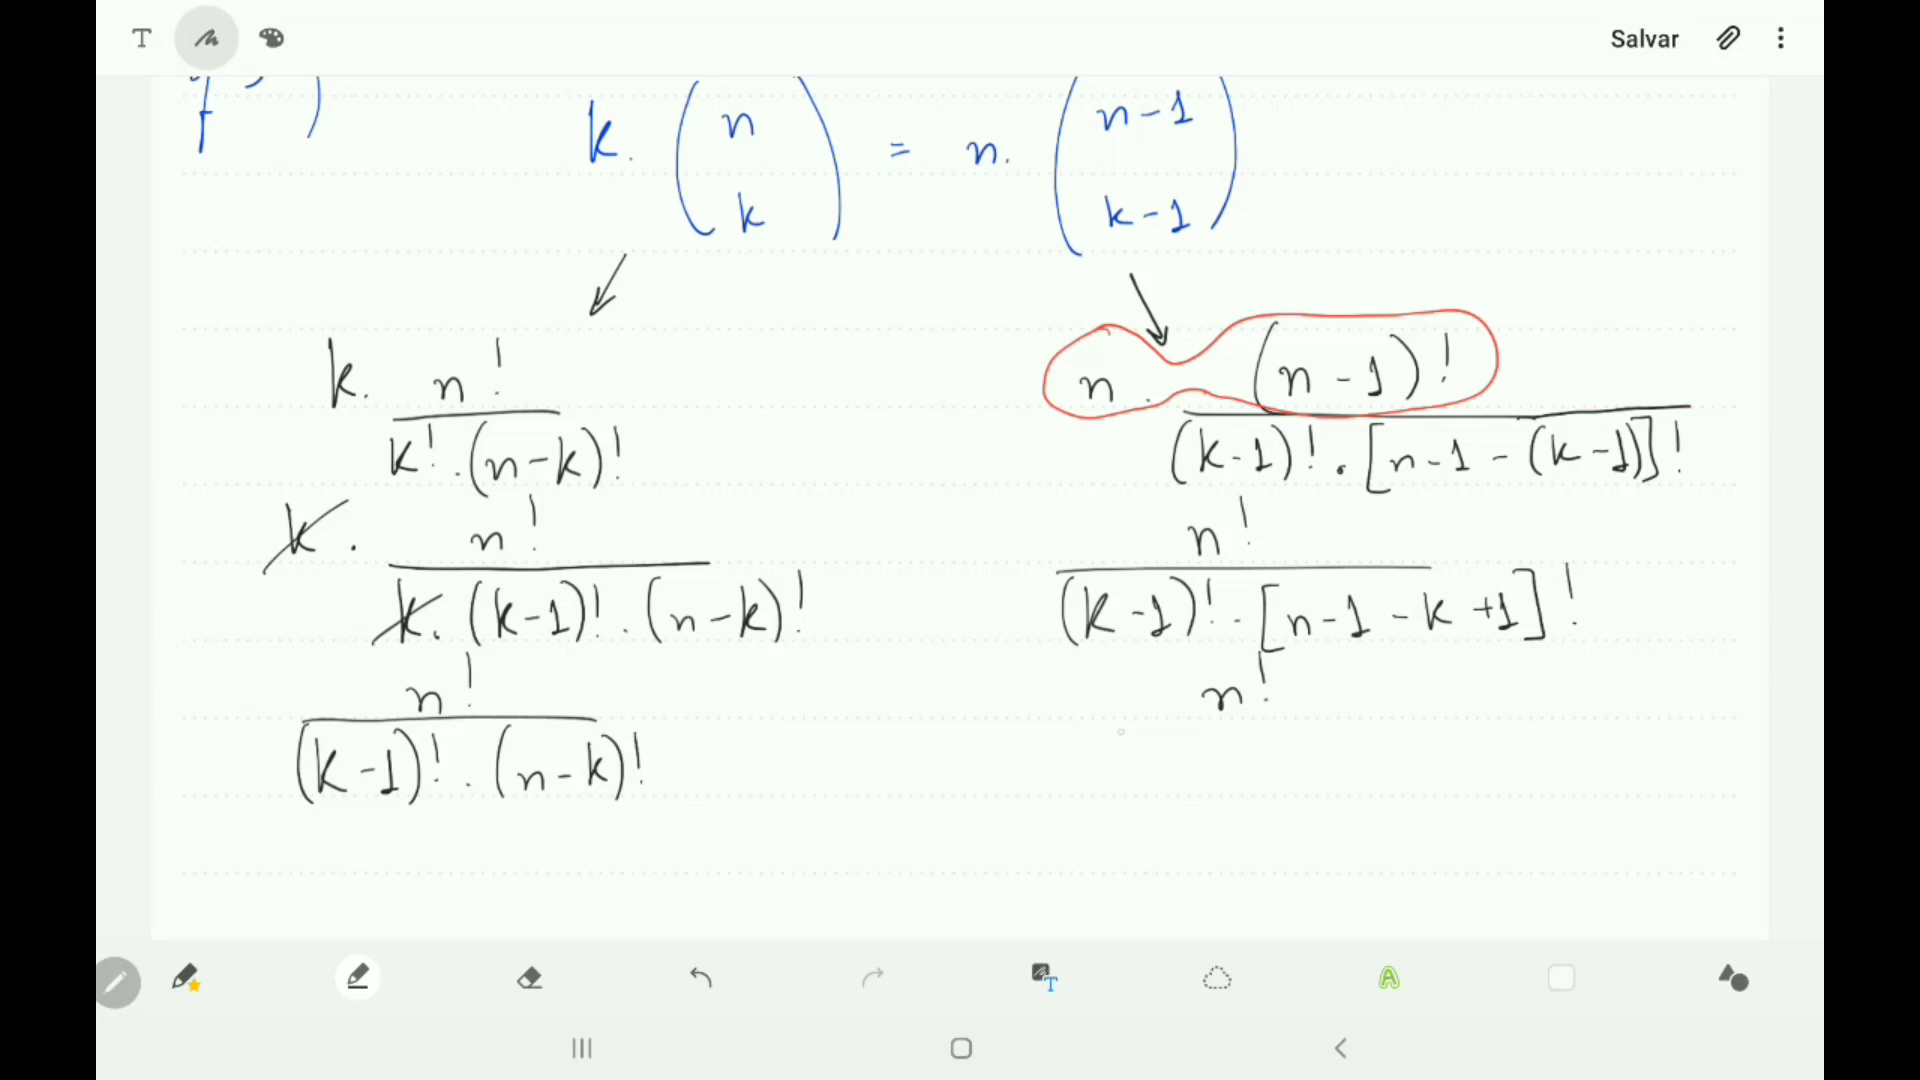 T Salvar
k. (n k) = n. (n-1 k-1)
k. n! / k! . (n-k)!
n . (n-1)! / (k-1)! . [n-1-(k-1)]!
k . n! / k. (k-1)! . (n-k)!
n! / (k-1)! . [n-1-k+1]!
n! / (k-1)! . (n-k)!
n!
T
A